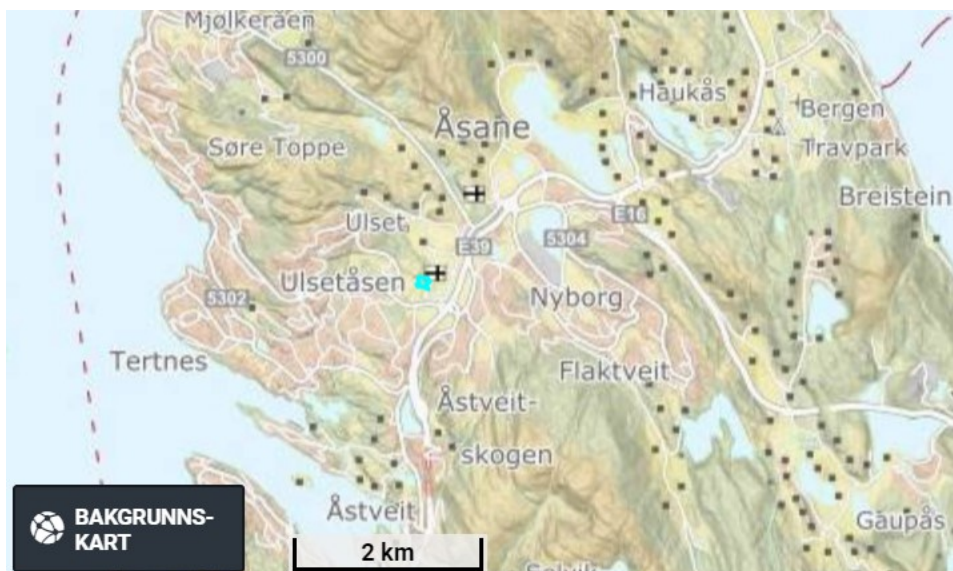 Mjølkeråen
5300
Haukås
Åsane
Bergen
Travpark
Søre Toppe
Breistein
Ulset
E16
E39
5304
Ulsetåsen
5302
Nyborg
Tertnes
Flaktveit
Åstveit-
skogen
Åstveit
Gaupås
BAKGRUNNS-
KART
2 km